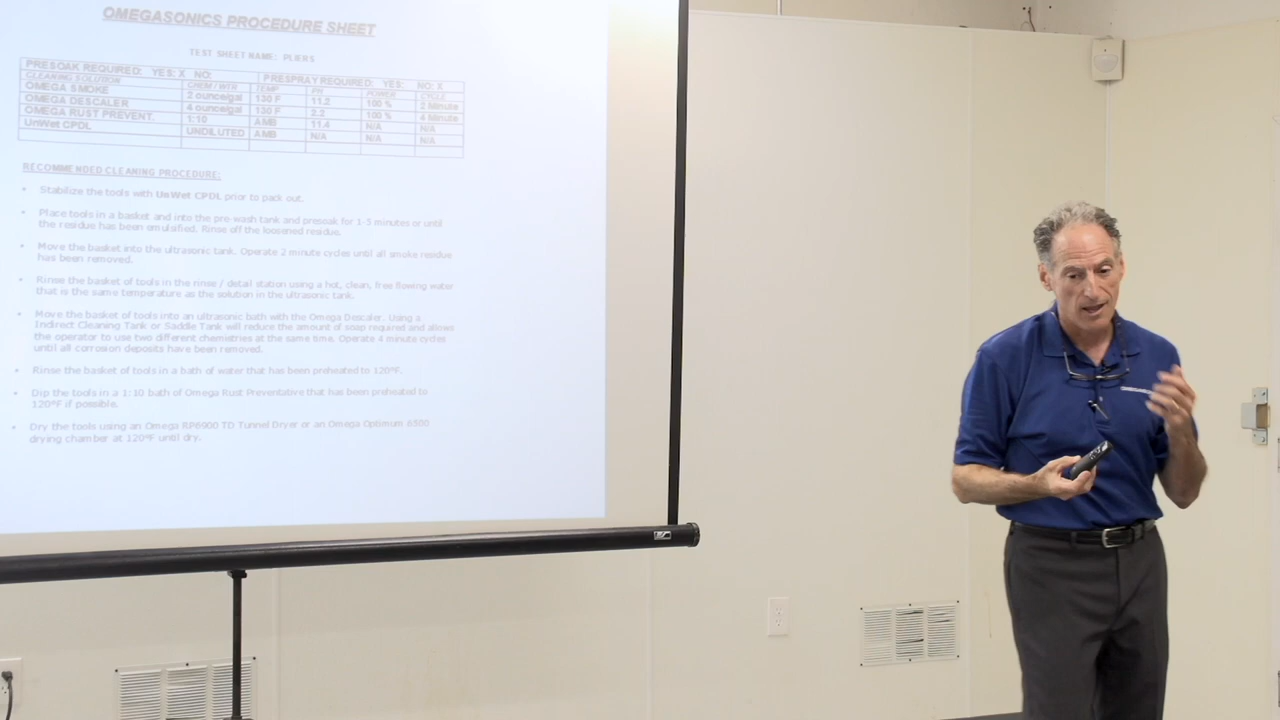 OMEGASONICS PROCEDURE SHEET
TEST SHEET NAME: PLIERS
PRESOAK REQUIRED: YES: X NO: PRESPRAY REQUIRED: YES: NO: X
CLEANING SOLUTION CHEM / WTR TEMP PH POWER CYCLE
OMEGA SMOKE 2 ounce/gal 130 F 11.2 100 % 2 Minute
OMEGA DESCALER 4 ounce/gal 130 F 2.2 100 % 4 Minute
OMEGA RUST PREVENT. 1:10 AMB 11.4 N/A N/A
UnWet CPDL UNDILUTED AMB N/A N/A N/A
RECOMMENDED CLEANING PROCEDURE:
• Stabilize the tools with UnWet CPDL prior to pack out.
• Place tools in a basket and into the pre wash tank and presoak for 1-5 minutes or until
the residue has been emulsified. Rinse off the loosened residue.
• Move the basket into the ultrasonic tank. Operate 2 minute cycles until all smoke residue
has been removed.
• Rinse the basket of tools in the rinse / detail station using a hot, clean, free flowing water
that is the same temperature as the solution in the ultrasonic tank.
• Move the basket of tools into an ultrasonic bath with the Omega Descaler. Using a
Indirect Cleaning Tank or Saddle Tank will reduce the amount of soap required and allows
the operator to use two different chemistries at the same time. Operate 4 minute cycles
until all corrosion deposits have been removed.
• Rinse the basket of tools in a bath of water that has been preheated to 120ºF.
• Dip the tools in a 1:10 bath of Omega Rust Preventative that has been preheated to
120ºF if possible.
• Dry the tools using an Omega RP6900 TD Tunnel Dryer or an Omega Optimum 6500
drying chamber at 120ºF until dry.